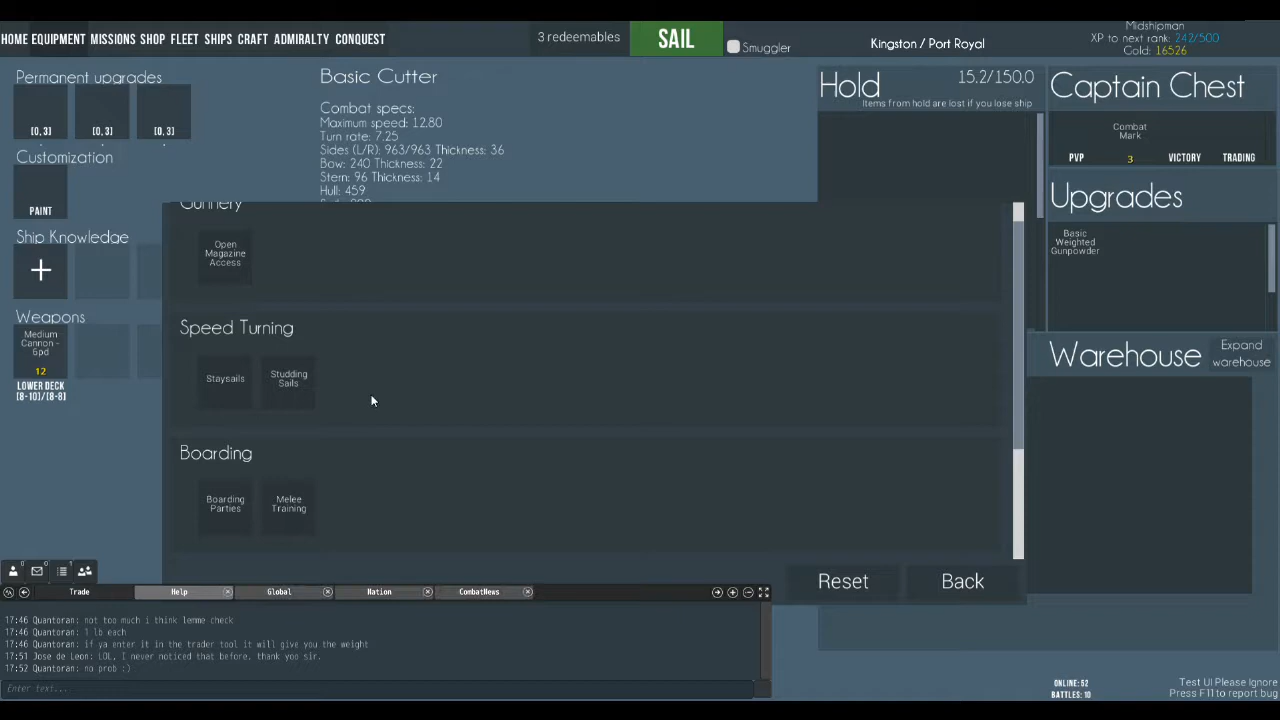 HOME EQUIPMENT MISSIONS SHOP FLEET SHIPS CRAFT ADMIRALTY CONQUEST
3 redeemables
SAIL
Smuggler
Kingston / Port Royal
Midshipman
XP to next rank: 242/500
Cold: 16526
Permanent upgrades
[0, 3]
[0, 3]
[0, 3]
Customization
PAINT
Ship Knowledge
+
Weapons
Medium
Cannon -
6pd
12
LOWER DECK
[8-10]/[8-8]
Basic Cutter
Combat specs:
Maximum speed: 12.80
Turn rate: 7.25
Sides (L/R): 963/963 Thickness: 36
Bow: 240 Thickness: 22
Stern: 96 Thickness: 14
Hull: 459
Hold
15.2/150.0
Items from hold are lost if you lose ship
Captain Chest
Combat
Mark
PVP
3
VICTORY
TRADING
Upgrades
Basic
Weighted
Gunpowder
Warehouse
Expand
warehouse
Gunnery
Open
Magazine
Access
Speed Turning
Staysails
Studding
Sails
Boarding
Boarding
Parties
Melee
Training
Reset
Back
Trade
Help
Global
Nation
CombatNews
17:46 Quantoran: not too much i think lemme check
17:46 Quantoran: 1 lb each
17:46 Quantoran: if ya enter it in the trader tool it will give you the weight
17:51 Jose de Leon: LOL, I never noticed that before, thank yoo sir.
17:52 Quantoran: no prob :)
Enter text...
ONLINE: 52
BATTLES: 10
Test UI Please Ignore
Press F11 to report bug